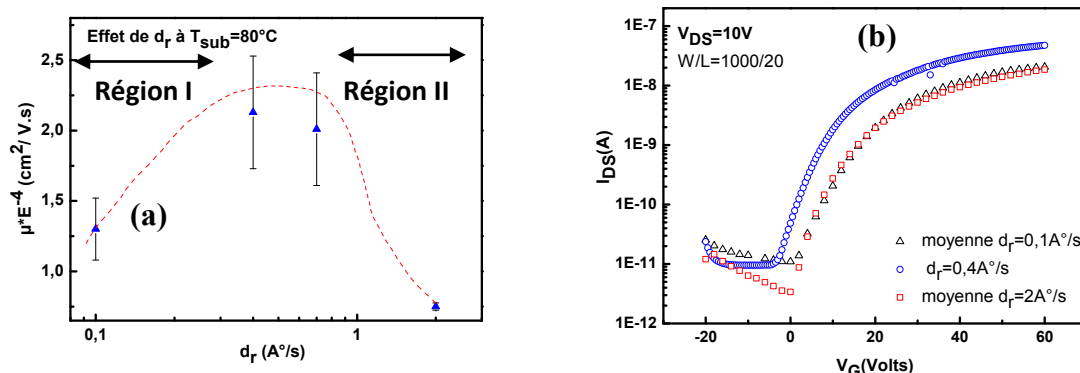 Effet de dr à Tsub=80°C
2,5
2,0
1,5
1,0
Région I
Région II
(a)
µ*E-4 (cm2/ V.s)
0,1
1
dr (A°/s)
1E-7
1E-8
1E-9
1E-10
1E-11
1E-12
VDS=10V
W/L=1000/20
(b)
IDS(A)
moyenne dr=0,1A°/s
dr=0,4A°/s
moyenne dr=2A°/s
-20
0
20
40
60
VG(Volts)